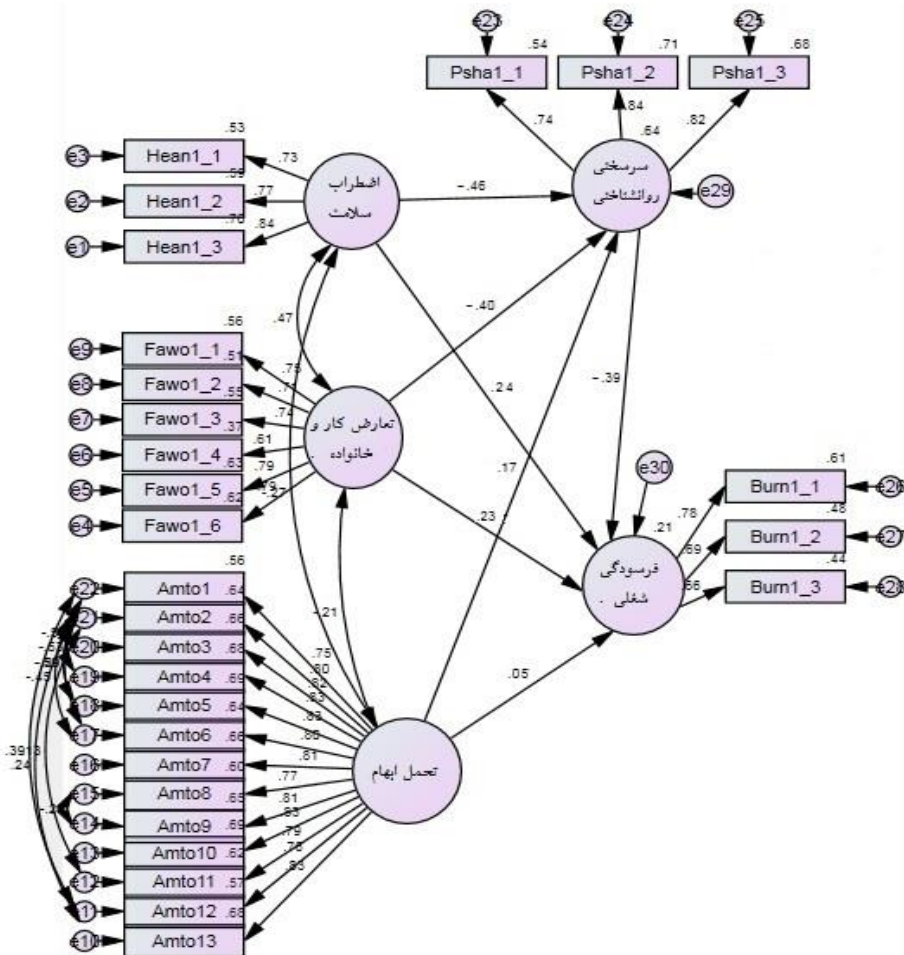 e23
e24
e25
.54
.71
.68
Psha1_1
Psha1_2
Psha1_3
.74
.84
.82
.64
سرسختی
روانشناختی
e29
.53
e3
Hean1_1
.73
e2
Hean1_2
.77
e1
Hean1_3
.84
اضطراب
سلامت
-.46
.47
-.40
.24
-.39
.56
e9
Fawo1_1
.51
e8
Fawo1_2
.55
e7
Fawo1_3
.37
.74
e6
Fawo1_4
.63
.61
e5
Fawo1_5
.62
.79
e4
Fawo1_6
-.27
تعارض کار و
خانواده .
.17
.23
e30
.21
فرسودگی
شغلی .
.61
.78
Burn1_1
e26
.48
.69
Burn1_2
e27
.44
.66
Burn1_3
e28
-.21
.05
تحمل ابهام
.56
Amto1
.64
Amto2
.66
e20
Amto3
.68
e19
Amto4
.69
e18
Amto5
.64
e17
Amto6
.66
e16
Amto7
.60
e15
Amto8
.65
e14
Amto9
.69
e13
Amto10
.62
e12
Amto11
.57
e11
Amto12
.68
e10
Amto13
.75
.80
.82
.83
.83
.81
.77
.81
.83
.79
.83
-.45
.24